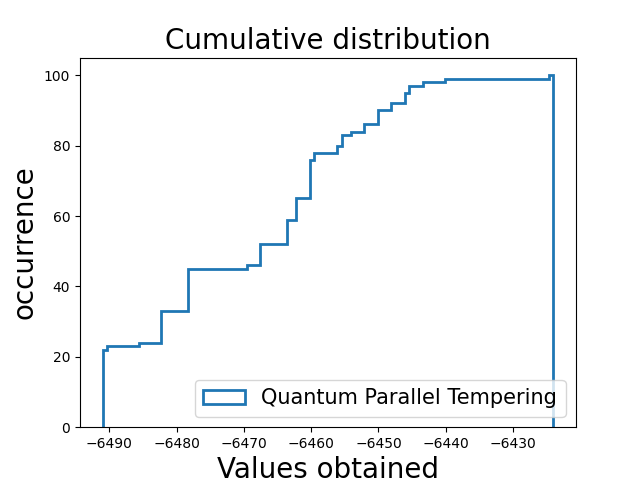 Cumulative distribution
100
80
60
40
20
0
occurrence
Quantum Parallel Tempering
−6490 −6480 −6470 −6460 −6450 −6440 −6430
Values obtained